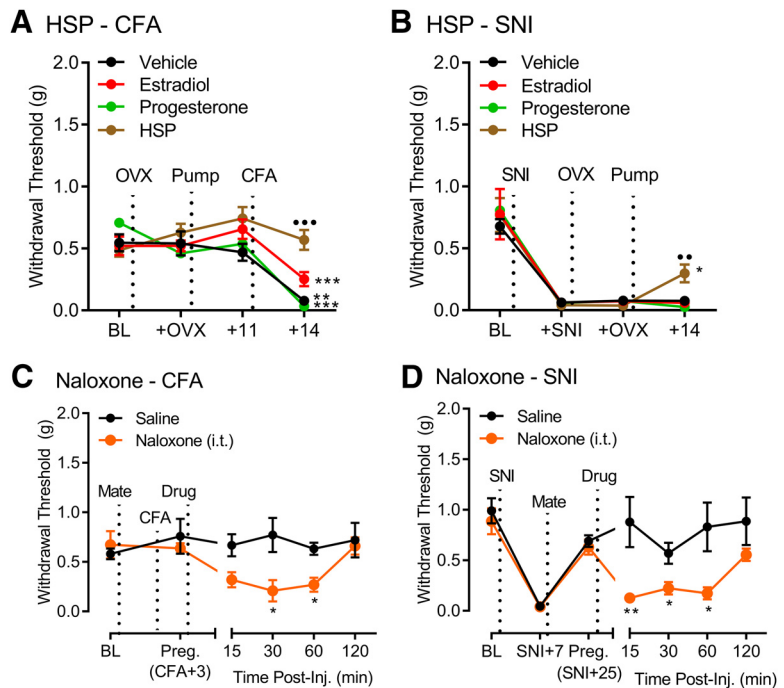 A HSP - CFA
Withdrawal Threshold (g)
2.0
1.5
1.0
0.5
0.0
Vehicle
Estradiol
Progesterone
HSP
OVX Pump CFA
•••
***
**
***
BL +OVX +11 +14
B HSP - SNI
Withdrawal Threshold (g)
2.0
1.5
1.0
0.5
0.0
Vehicle
Estradiol
Progesterone
HSP
SNI OVX Pump
••
*
BL +SNI +OVX +14
C Naloxone - CFA
Withdrawal Threshold (g)
2.0
1.5
1.0
0.5
0.0
Saline
Naloxone (i.t.)
Mate Drug
CFA
* *
BL Preg. 15 30 60 120
(CFA+3) Time Post-Inj. (min)
D Naloxone - SNI
Withdrawal Threshold (g)
2.0
1.5
1.0
0.5
0.0
Saline
Naloxone (i.t.)
SNI Drug
Mate
** * *
BL SNI+7 Preg. 15 30 60 120
(SNI+25) Time Post-Inj. (min)